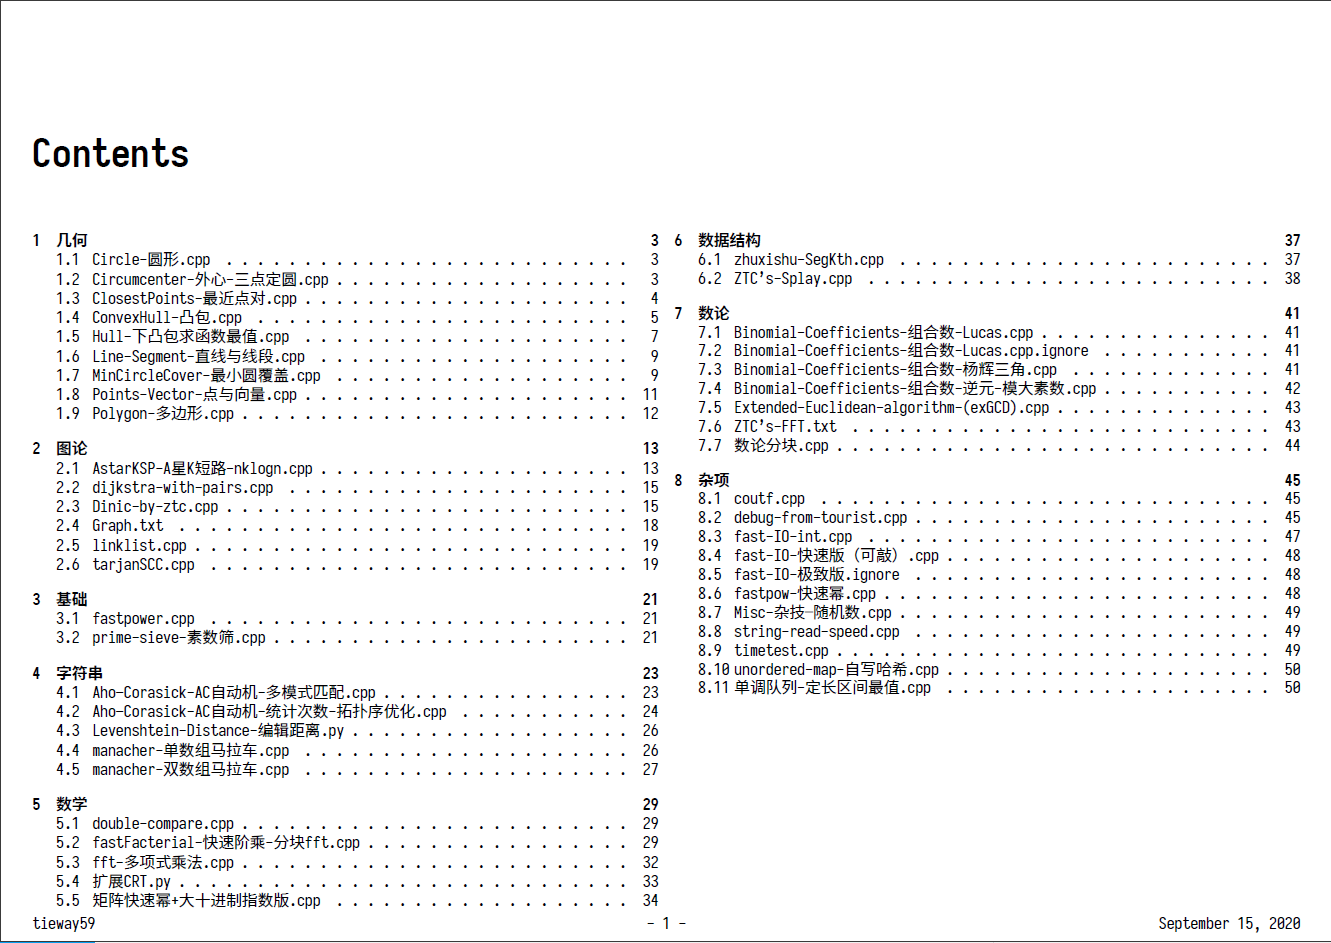 Contents
1 几何 3
1.1 Circle-圆形.cpp . . . . . . . . . . . . . . . . . . . . . . . . . . 3
1.2 Circumcenter-外心-三点定圆.cpp . . . . . . . . . . . . . . . . . . . 3
1.3 ClosestPoints-最近点对.cpp . . . . . . . . . . . . . . . . . . . . . 4
1.4 ConvexHull-凸包.cpp . . . . . . . . . . . . . . . . . . . . . . . . 5
1.5 Hull-下凸包求函数最值.cpp . . . . . . . . . . . . . . . . . . . . . 7
1.6 Line-Segment-直线与线段.cpp . . . . . . . . . . . . . . . . . . . . 9
1.7 MinCircleCover-最小圆覆盖.cpp . . . . . . . . . . . . . . . . . . . 9
1.8 Points-Vector-点与向量.cpp . . . . . . . . . . . . . . . . . . . . . 11
1.9 Polygon-多边形.cpp . . . . . . . . . . . . . . . . . . . . . . . . . 12
2 图论 13
2.1 AstarKSP-A星K短路-nklogn.cpp . . . . . . . . . . . . . . . . . . . . 13
2.2 dijkstra-with-pairs.cpp . . . . . . . . . . . . . . . . . . . . . . 15
2.3 Dinic-by-ztc.cpp . . . . . . . . . . . . . . . . . . . . . . . . . . 15
2.4 Graph.txt . . . . . . . . . . . . . . . . . . . . . . . . . . . . . 18
2.5 linklist.cpp . . . . . . . . . . . . . . . . . . . . . . . . . . . . 19
2.6 tarjanSCC.cpp . . . . . . . . . . . . . . . . . . . . . . . . . . . 19
3 基础 21
3.1 fastpower.cpp . . . . . . . . . . . . . . . . . . . . . . . . . . . 21
3.2 prime-sieve-素数筛.cpp . . . . . . . . . . . . . . . . . . . . . . . 21
4 字符串 23
4.1 Aho-Corasick-AC自动机-多模式匹配.cpp . . . . . . . . . . . . . . . . 23
4.2 Aho-Corasick-AC自动机-统计次数-拓扑序优化.cpp . . . . . . . . . . . 24
4.3 Levenshtein-Distance-编辑距离.py . . . . . . . . . . . . . . . . . . 26
4.4 manacher-单数组马拉车.cpp . . . . . . . . . . . . . . . . . . . . . 26
4.5 manacher-双数组马拉车.cpp . . . . . . . . . . . . . . . . . . . . . 27
5 数学 29
5.1 double-compare.cpp . . . . . . . . . . . . . . . . . . . . . . . . . 29
5.2 fastFacterial-快速阶乘-分块fft.cpp . . . . . . . . . . . . . . . . . 29
5.3 fft-多项式乘法.cpp . . . . . . . . . . . . . . . . . . . . . . . . . 32
5.4 扩展CRT.py . . . . . . . . . . . . . . . . . . . . . . . . . . . . . 33
5.5 矩阵快速幂+大十进制指数版.cpp . . . . . . . . . . . . . . . . . . . 34
6 数据结构 37
6.1 zhuxishu-SegKth.cpp . . . . . . . . . . . . . . . . . . . . . . . . 37
6.2 ZTC's-Splay.cpp . . . . . . . . . . . . . . . . . . . . . . . . . . 38
7 数论 41
7.1 Binomial-Coefficients-组合数-Lucas.cpp . . . . . . . . . . . . . . . 41
7.2 Binomial-Coefficients-组合数-Lucas.cpp.ignore . . . . . . . . . . . 41
7.3 Binomial-Coefficients-组合数-杨辉三角.cpp . . . . . . . . . . . . . 41
7.4 Binomial-Coefficients-组合数-逆元-模大素数.cpp . . . . . . . . . . . 42
7.5 Extended-Euclidean-algorithm-(exGCD).cpp . . . . . . . . . . . . . . 43
7.6 ZTC's-FFT.txt . . . . . . . . . . . . . . . . . . . . . . . . . . . 43
7.7 数论分块.cpp . . . . . . . . . . . . . . . . . . . . . . . . . . . . 44
8 杂项 45
8.1 coutf.cpp . . . . . . . . . . . . . . . . . . . . . . . . . . . . . 45
8.2 debug-from-tourist.cpp . . . . . . . . . . . . . . . . . . . . . . . 45
8.3 fast-IO-int.cpp . . . . . . . . . . . . . . . . . . . . . . . . . . 47
8.4 fast-IO-快速版（可敲）.cpp . . . . . . . . . . . . . . . . . . . . . 48
8.5 fast-IO-极致版.ignore . . . . . . . . . . . . . . . . . . . . . . . 48
8.6 fastpow-快速幂.cpp . . . . . . . . . . . . . . . . . . . . . . . . . 48
8.7 Misc-杂技-随机数.cpp . . . . . . . . . . . . . . . . . . . . . . . . 49
8.8 string-read-speed.cpp . . . . . . . . . . . . . . . . . . . . . . . 49
8.9 timetest.cpp . . . . . . . . . . . . . . . . . . . . . . . . . . . . 49
8.10 unordered-map-自写哈希.cpp . . . . . . . . . . . . . . . . . . . . . 50
8.11 单调队列-定长区间最值.cpp . . . . . . . . . . . . . . . . . . . . . 50
tieway59 - 1 - September 15, 2020